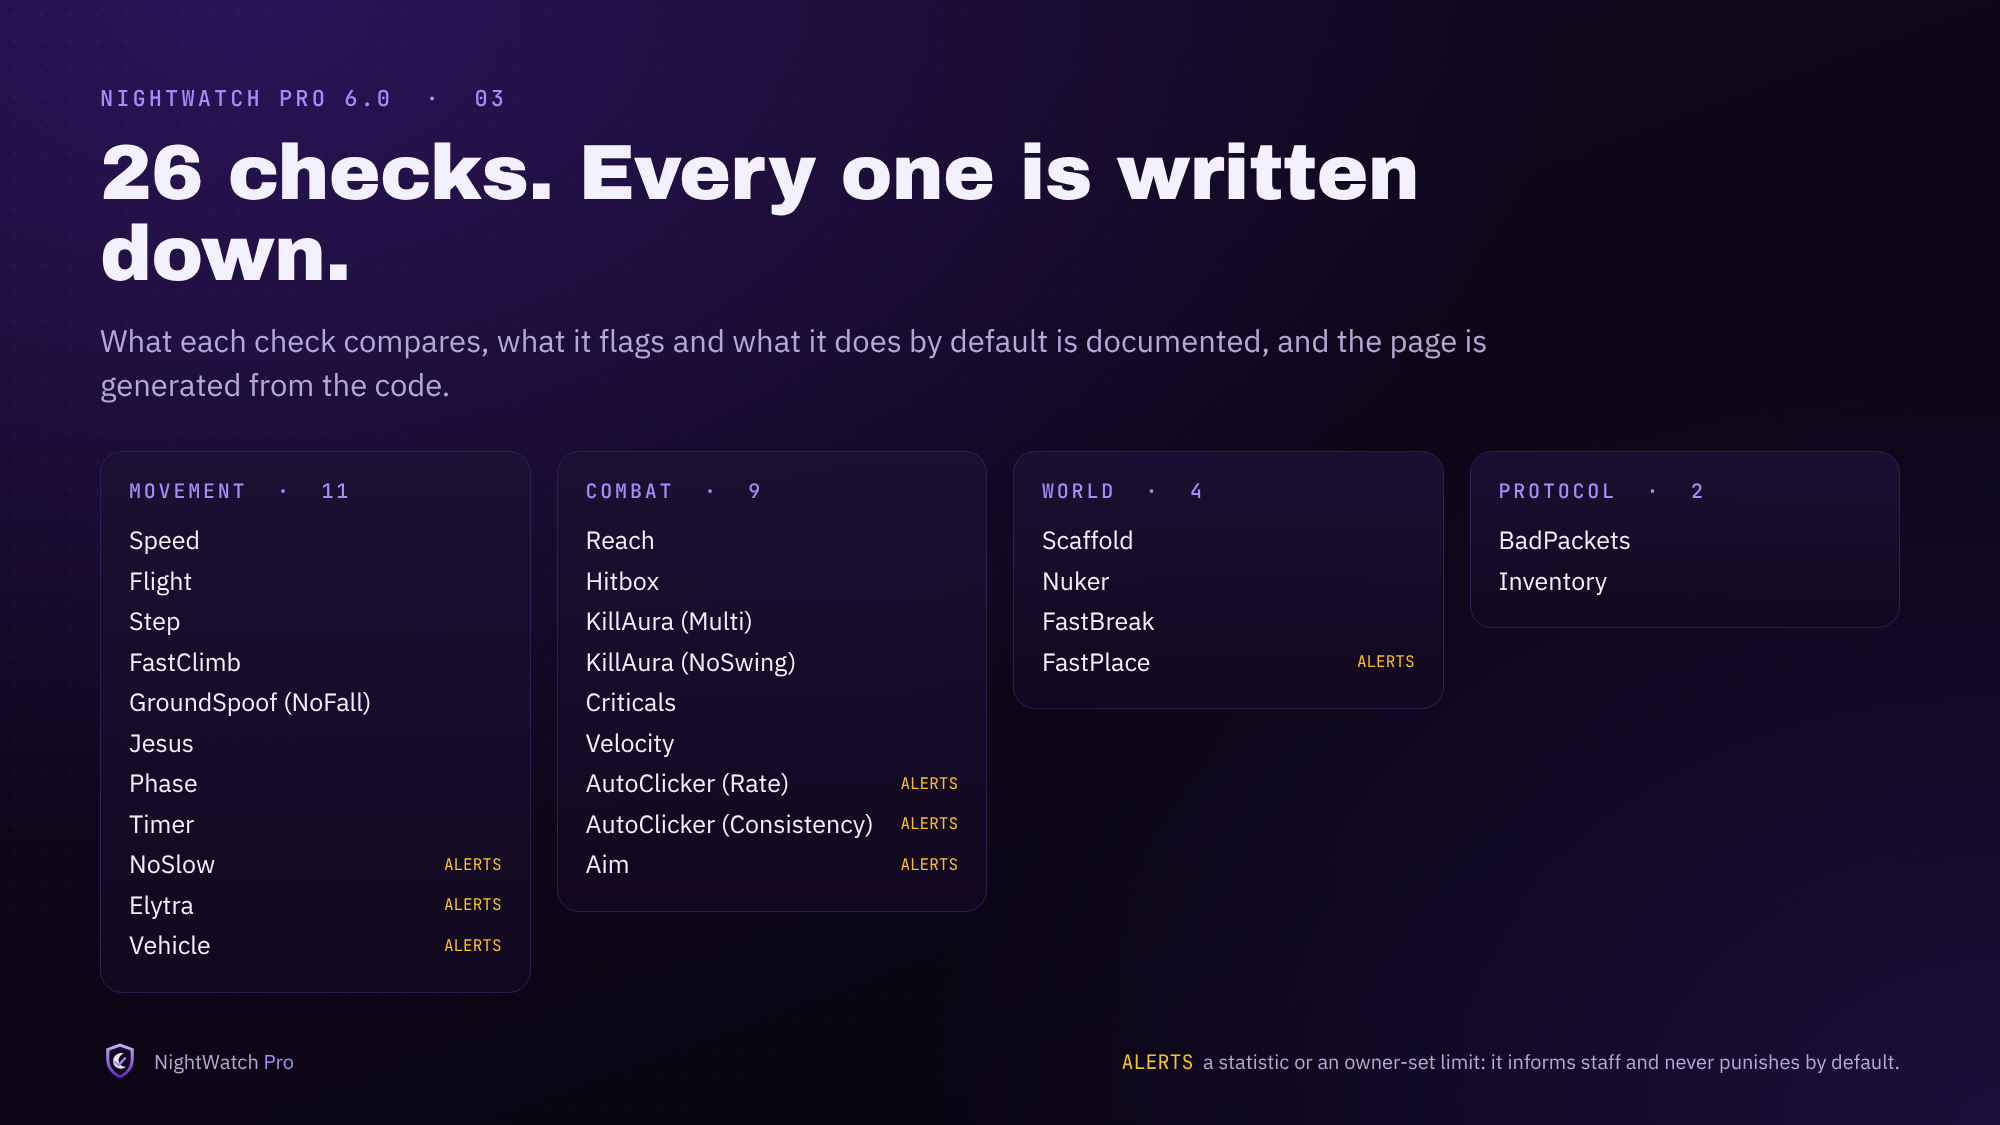 NIGHTWATCH PRO 6.0 · 03
26 checks. Every one is written
down.
What each check compares, what it flags and what it does by default is documented, and the page is
generated from the code.
MOVEMENT · 11
Speed
Flight
Step
FastClimb
GroundSpoof (NoFall)
Jesus
Phase
Timer
NoSlow ALERTS
Elytra ALERTS
Vehicle ALERTS
COMBAT · 9
Reach
Hitbox
KillAura (Multi)
KillAura (NoSwing)
Criticals
Velocity
AutoClicker (Rate) ALERTS
AutoClicker (Consistency) ALERTS
Aim ALERTS
WORLD · 4
Scaffold
Nuker
FastBreak
FastPlace ALERTS
PROTOCOL · 2
BadPackets
Inventory
NightWatch Pro
ALERTS a statistic or an owner-set limit: it informs staff and never punishes by default.